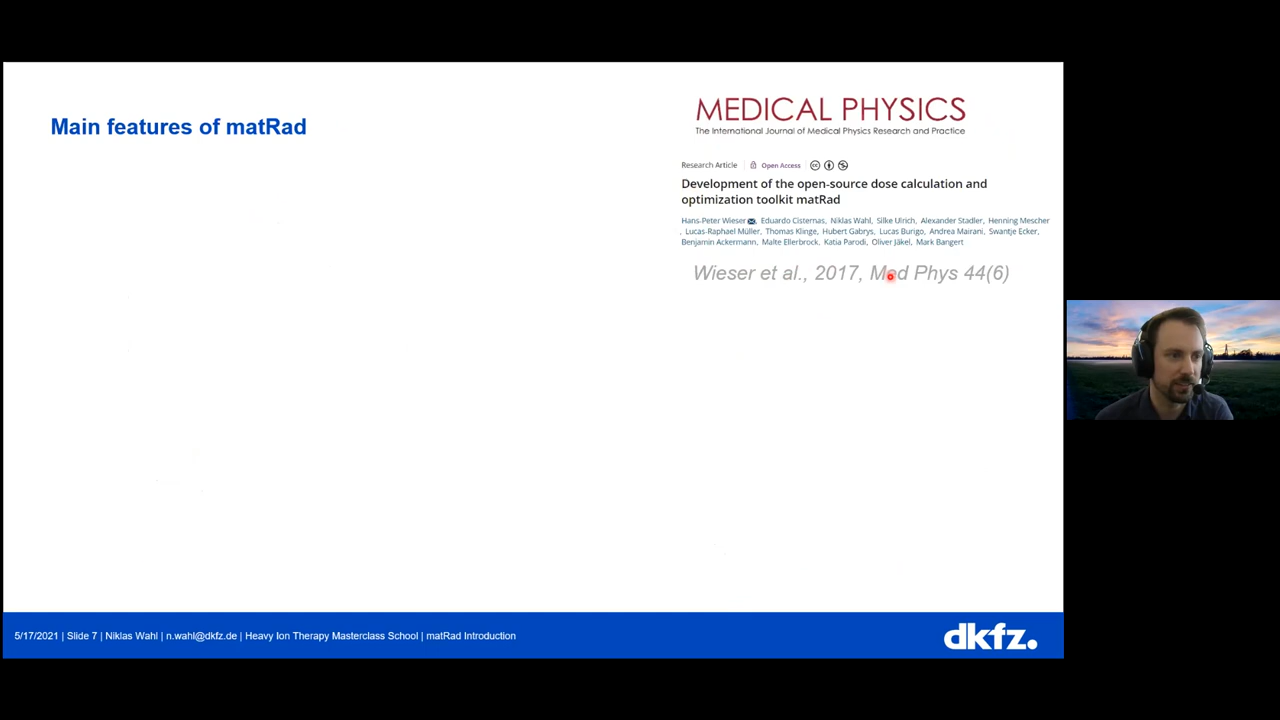 Main features of matRad
MEDICAL PHYSICS
The International Journal of Medical Physics Research and Practice
Research Article | Open Access
Development of the open-source dose calculation and
optimization toolkit matRad
Hans-Peter Wieser, Eduardo Cisternas, Niklas Wahl, Silke Ulrich, Alexander Stadler, Henning Mescher
, Lucas-Raphael Müller, Thomas Klinge, Hubert Gabrys, Lucas Burigo, Andrea Mairani, Swantje Ecker,
Benjamin Ackermann, Malte Ellerbrock, Katia Parodi, Oliver Jäkel, Mark Bangert
Wieser et al., 2017, Med Phys 44(6)
5/17/2021 | Slide 7 | Niklas Wahl | n.wahl@dkfz.de | Heavy Ion Therapy Masterclass School | matRad Introduction
dkfz.